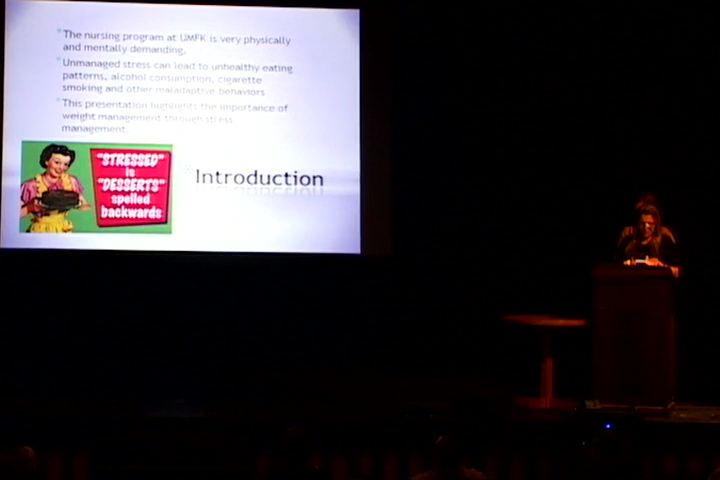 The nursing program at UMFK is very physically
and mentally demanding.
Unmanaged stress can lead to unhealthy eating
patterns, alcohol consumption, cigarette
smoking and other maladaptive behaviors
This presentation highlights the importance of
weight management through stress
management.
"STRESSED"
is
"DESSERTS"
spelled
backwards
Introduction